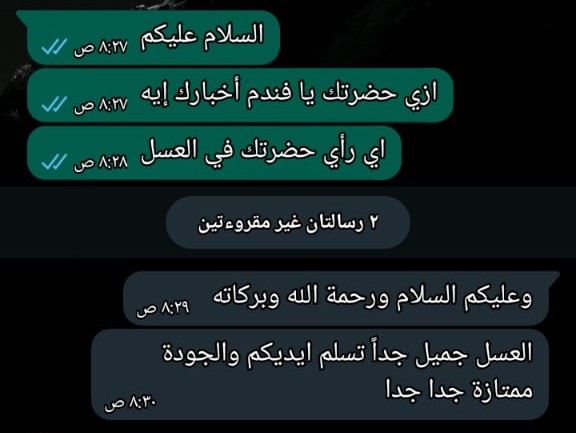 السلام عليكم ٨:٢٧ ص
ازي حضرتك يا فندم أخبارك إيه ٨:٢٧ ص
اي رأي حضرتك في العسل ٨:٢٨ ص
٢ رسالتان غير مقروءتين
وعليكم السلام ورحمة الله وبركاته ٨:٢٩ ص
العسل جميل جداً تسلم ايديكم والجودة
ممتازة جدا جدا ٨:٣٠ ص